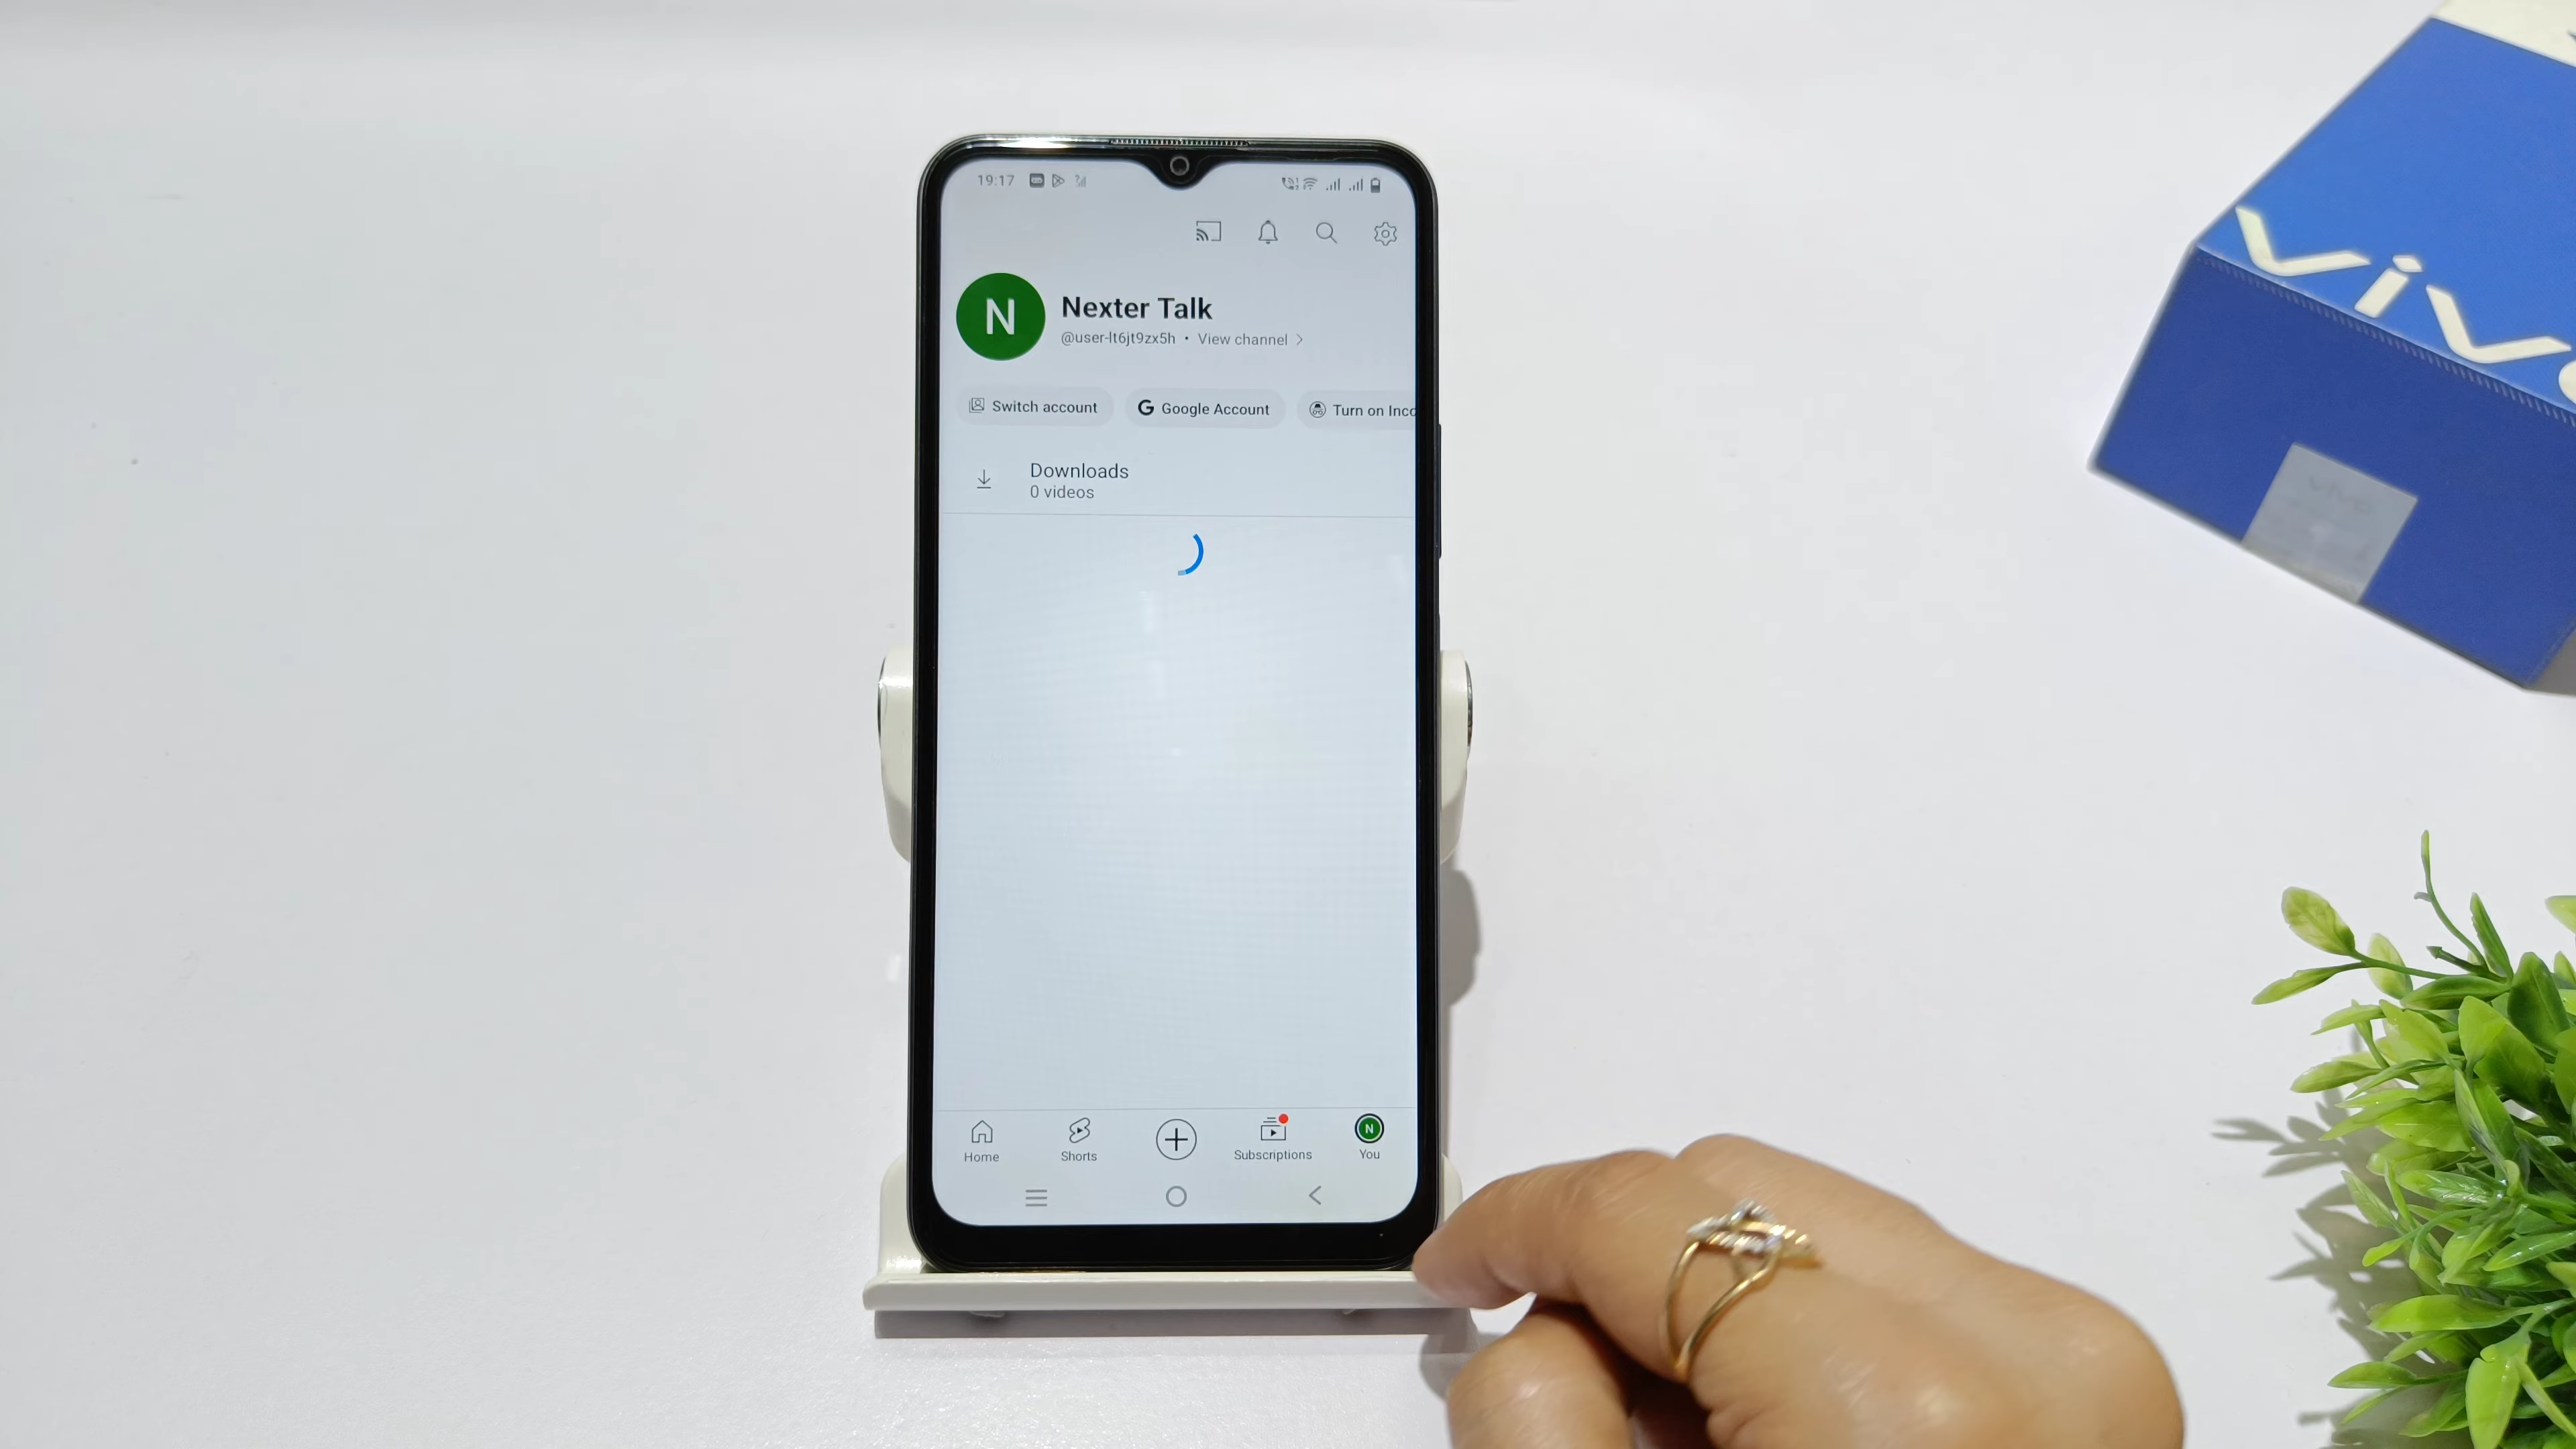 19:17
N
Nexter Talk
@user-lt6jt9zx5h • View channel >
Switch account
G Google Account
Turn on Inco
Downloads
0 videos
Home
Shorts
Subscriptions
N
You
vivo
vivo